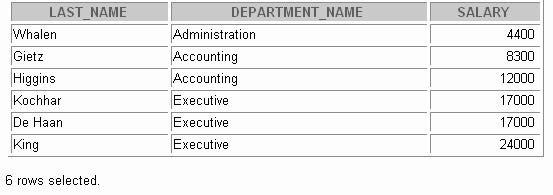 LAST_NAME DEPARTMENT_NAME SALARY
Whalen Administration 4400
Gietz Accounting 8300
Higgins Accounting 12000
Kochhar Executive 17000
De Haan Executive 17000
King Executive 24000
6 rows selected.